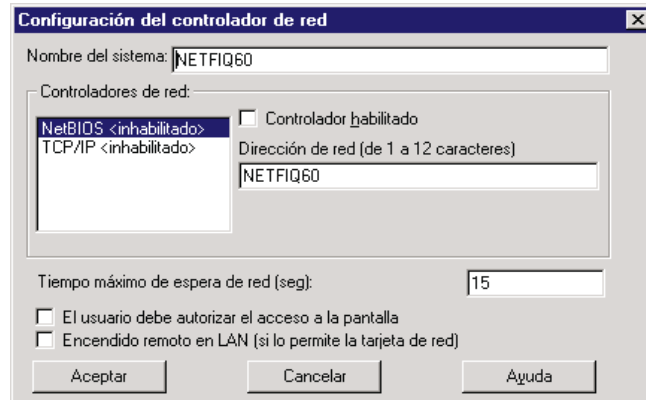 Configuración del controlador de red
Nombre del sistema: NETFIQ60
Controladores de red:
NetBIOS <inhabilitado>
TCP/IP <inhabilitado>
Controlador habilitado
Dirección de red (de 1 a 12 caracteres)
NETFIQ60
Tiempo máximo de espera de red (seg): 15
El usuario debe autorizar el acceso a la pantalla
Encendido remoto en LAN (si lo permite la tarjeta de red)
Aceptar Cancelar Ayuda